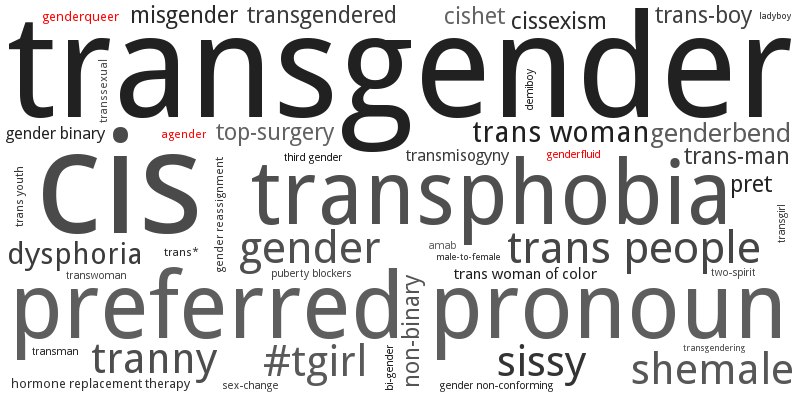 genderqueer
misgender
transgendered
cishet
cissexism
trans-boy
ladyboy
transgender
transsexual
demiboy
gender binary
agender
top-surgery
trans woman
genderbend
cis
third gender
transmisogyny
genderfluid
trans-man
trans youth
gender reassignment
transphobia
pret
transgirl
dysphoria
trans*
gender
amab
male-to-female
trans people
transwoman
puberty blockers
trans woman of color
two-spirit
preferred pronoun
non-binary
transman
tranny
#tgirl
bi-gender
sissy
transgendering
shemale
hormone replacement therapy
sex-change
gender non-conforming